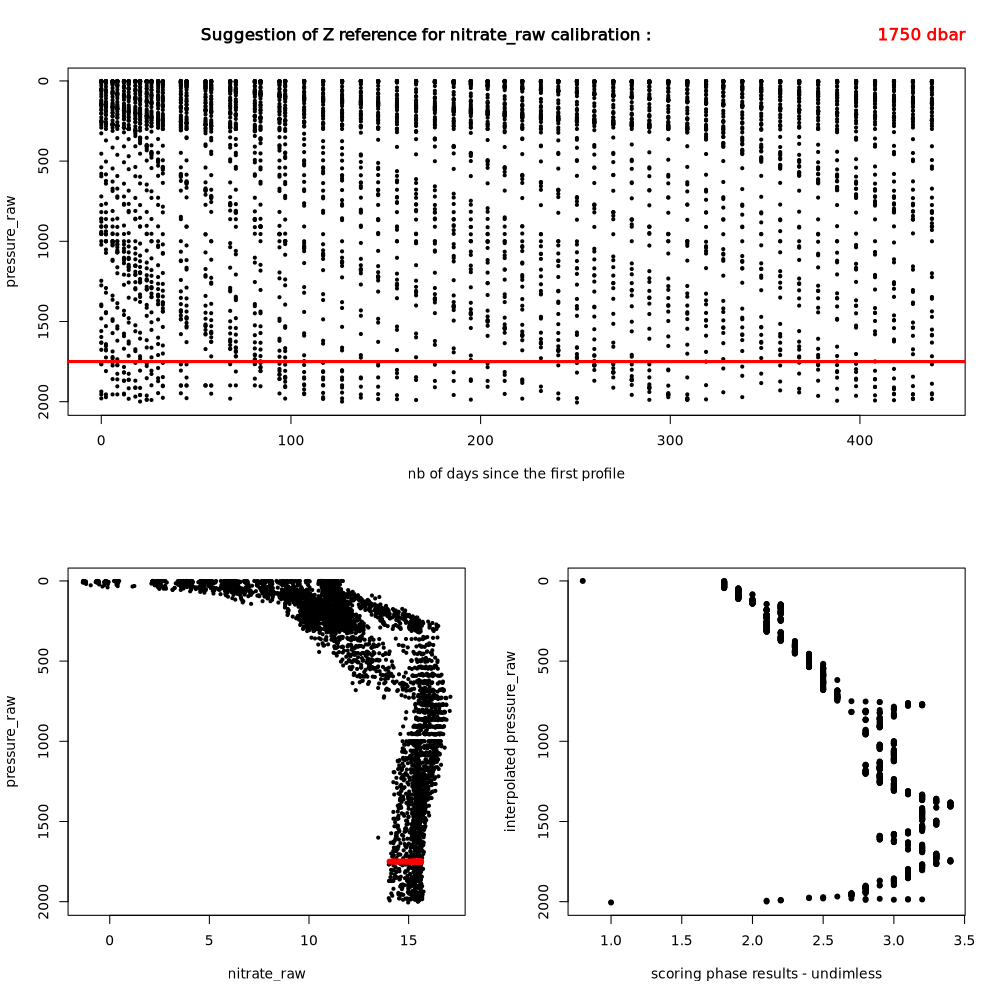 Suggestion of Z reference for nitrate_raw calibration : 1750 dbar
0
500
1000
1500
2000
pressure_raw
0 100 200 300 400
nb of days since the first profile
0
500
1000
1500
2000
pressure_raw
0 5 10 15
nitrate_raw
0
500
1000
1500
2000
interpolated pressure_raw
1.0 1.5 2.0 2.5 3.0 3.5
scoring phase results - undimless